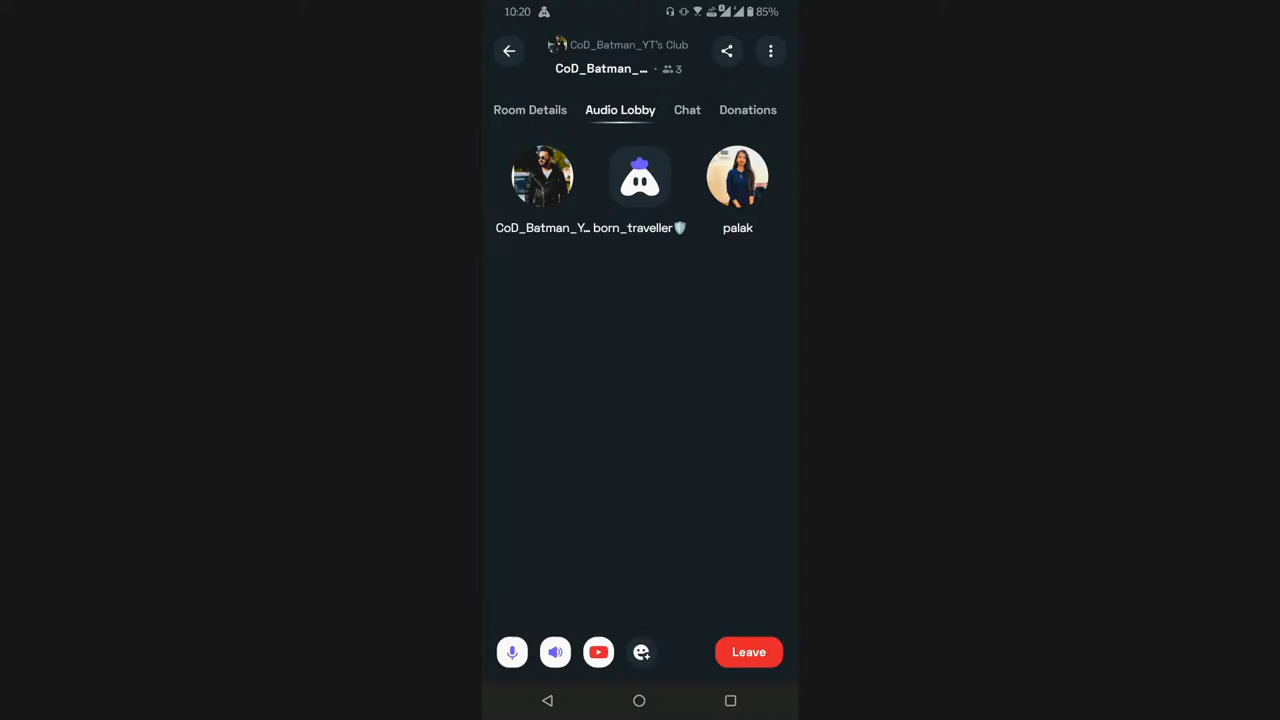 10:20
85%
CoD_Batman_YT's Club
CoD_Batman_... · 3
Room Details Audio Lobby Chat Donations
CoD_Batman_Y... born_traveller🛡️ palak
Leave